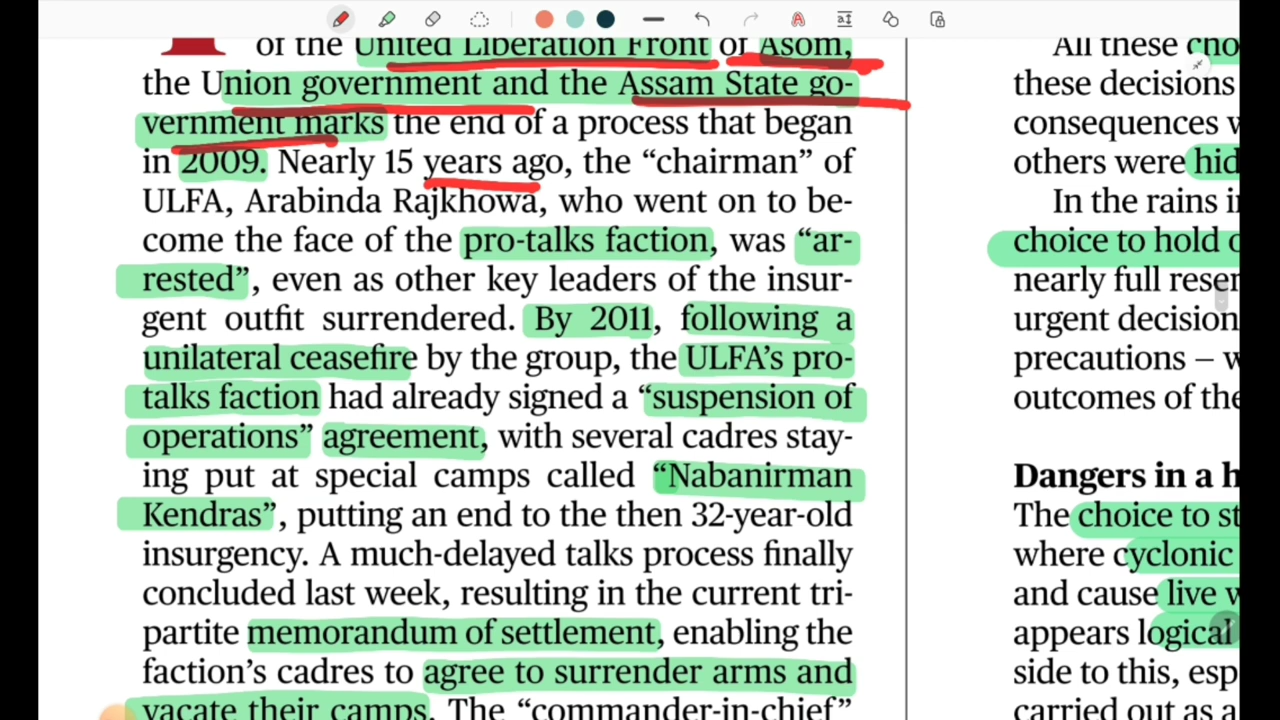 of the United Liberation Front of Asom,
the Union government and the Assam State go-
vernment marks the end of a process that began
in 2009. Nearly 15 years ago, the “chairman” of
ULFA, Arabinda Rajkhowa, who went on to be-
come the face of the pro-talks faction, was “ar-
rested”, even as other key leaders of the insur-
gent outfit surrendered. By 2011, following a
unilateral ceasefire by the group, the ULFA’s pro-
talks faction had already signed a “suspension of
operations” agreement, with several cadres stay-
ing put at special camps called “Nabanirman
Kendras”, putting an end to the then 32-year-old
insurgency. A much-delayed talks process finally
concluded last week, resulting in the current tri-
partite memorandum of settlement, enabling the
faction’s cadres to agree to surrender arms and
vacate their camps. The “commander-in-chief”
All these cho
these decisions
consequences w
others were hid
In the rains i
choice to hold o
nearly full reser
urgent decision
precautions – w
outcomes of the
Dangers in a h
The choice to st
where cyclonic
and cause live w
appears logical
side to this, esp
carried out as a